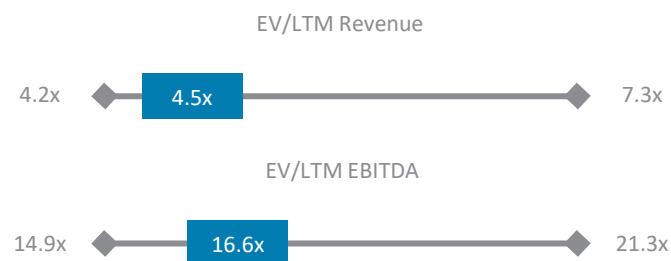 EV/LTM Revenue
4.2x 4.5x 7.3x
EV/LTM EBITDA
14.9x 16.6x 21.3x